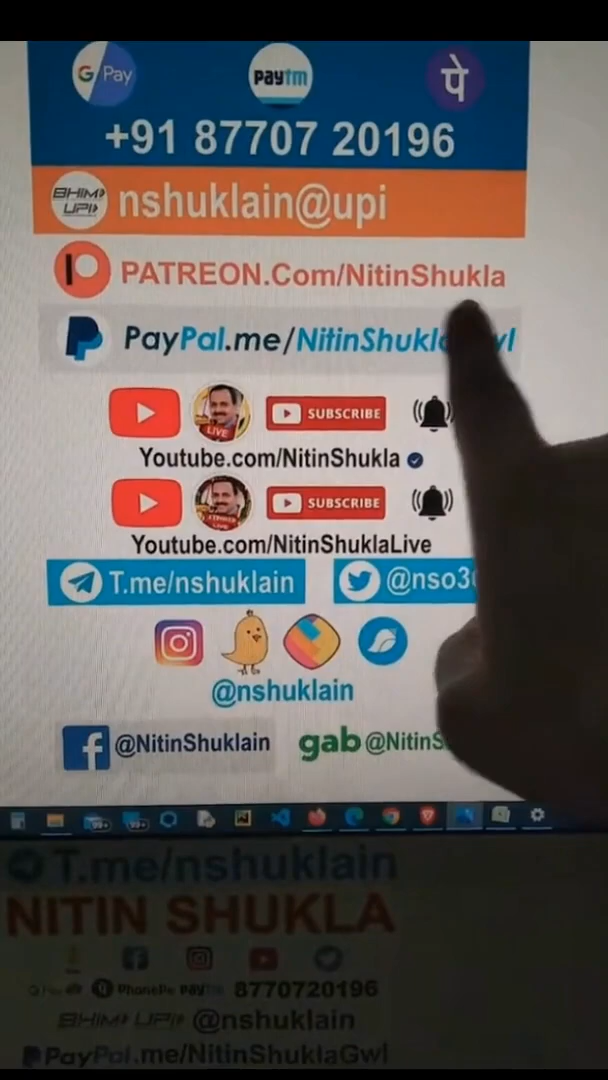 G Pay paytm पे
+91 87707 20196
BHIM UPI nshuklain@upi
PATREON.Com/NitinShukla
PayPal.me/NitinShuklaGwl
LIVE SUBSCRIBE
Youtube.com/NitinShukla
SUBSCRIBE
Youtube.com/NitinShuklaLive
T.me/nshuklain @nso3
@nshuklain
@NitinShuklain gab @NitinS
T.me/nshuklain
NITIN SHUKLA
PhonePe paytm 8770720196
BHIM UPI @nshuklain
PayPal.me/NitinShuklaGwl